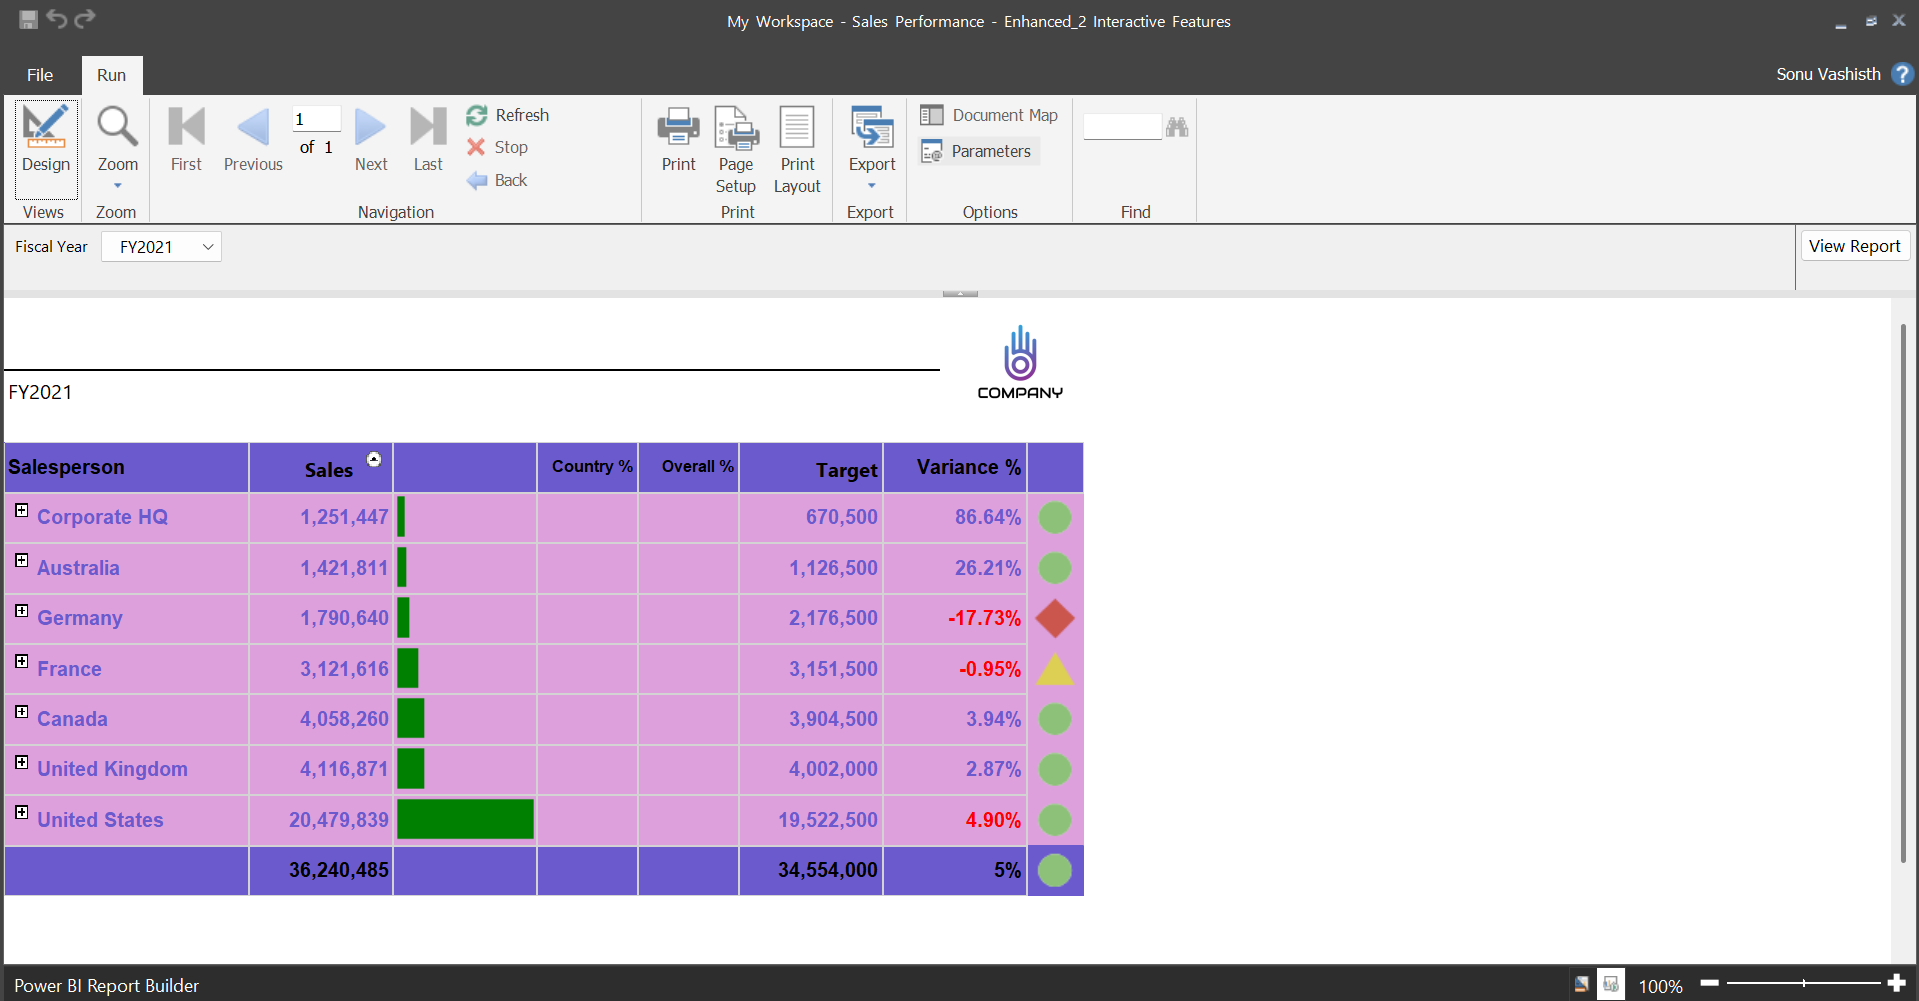 My Workspace - Sales Performance - Enhanced_2 Interactive Features
File Run Sonu Vashisth ?
Design Zoom First Previous 1 of 1 Next Last Refresh Stop Back Print Page Setup Print Layout Export Document Map Parameters
Views Zoom Navigation Print Export Options Find
Fiscal Year FY2021 View Report
COMPANY
FY2021
Salesperson Sales Country % Overall % Target Variance %
Corporate HQ 1,251,447 670,500 86.64%
Australia 1,421,811 1,126,500 26.21%
Germany 1,790,640 2,176,500 -17.73%
France 3,121,616 3,151,500 -0.95%
Canada 4,058,260 3,904,500 3.94%
United Kingdom 4,116,871 4,002,000 2.87%
United States 20,479,839 19,522,500 4.90%
36,240,485 34,554,000 5%
Power BI Report Builder 100%